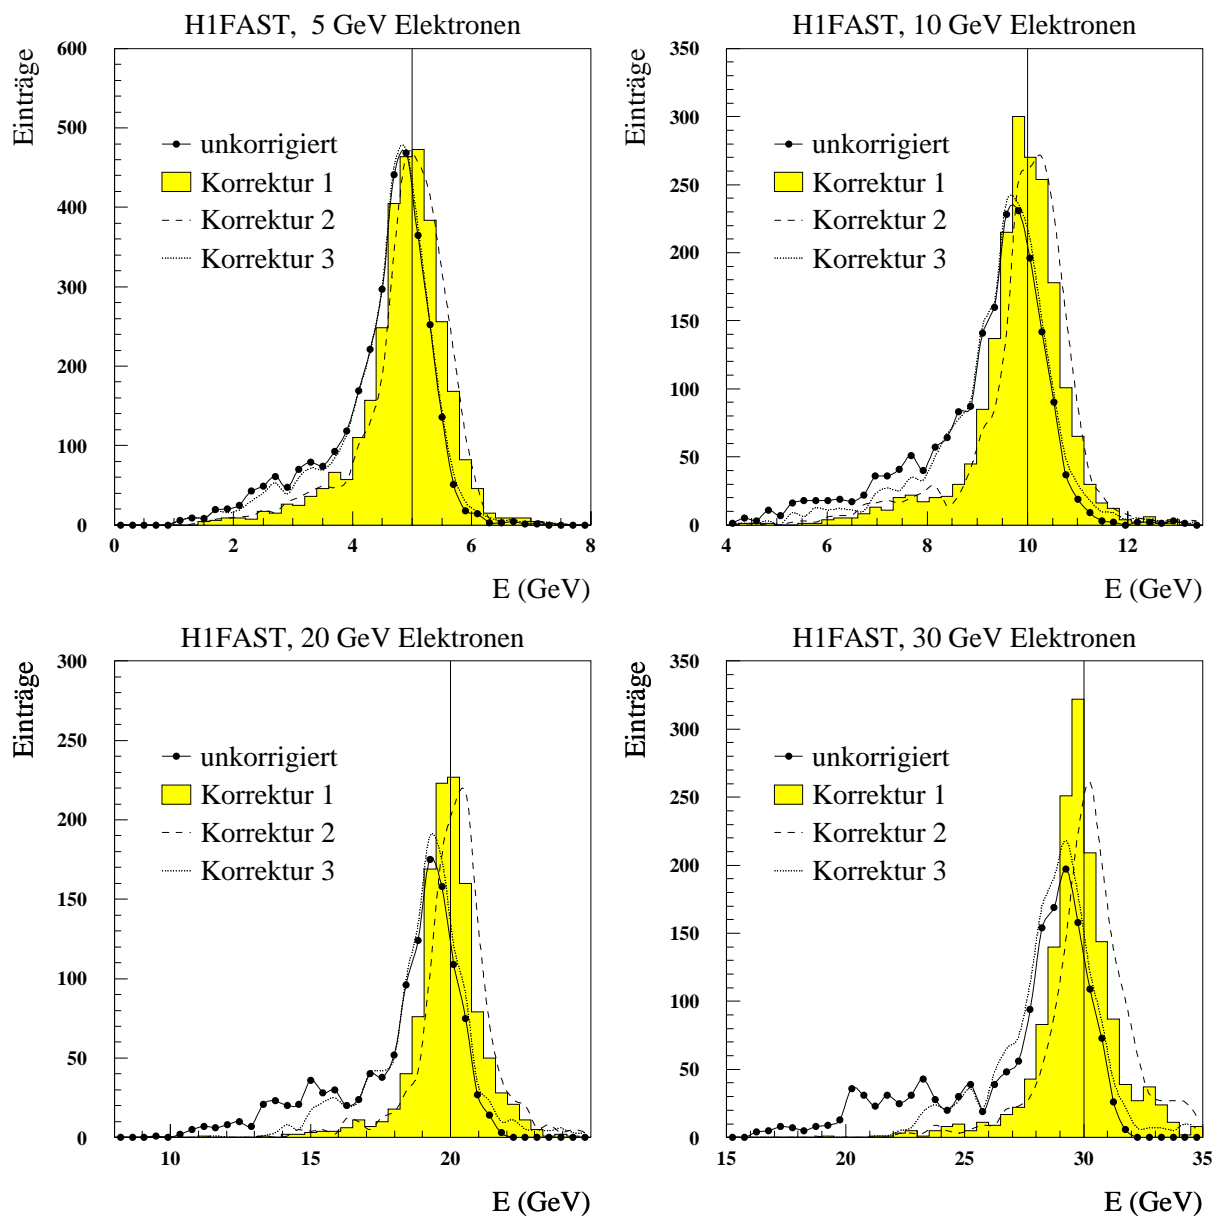 H1FAST, 5 GeV Elektronen
Einträge
600
500
400
300
200
100
0
unkorrigiert
Korrektur 1
Korrektur 2
Korrektur 3
0 2 4 6 8
E (GeV)
H1FAST, 10 GeV Elektronen
Einträge
350
300
250
200
150
100
50
0
unkorrigiert
Korrektur 1
Korrektur 2
Korrektur 3
4 6 8 10 12
E (GeV)
H1FAST, 20 GeV Elektronen
Einträge
300
250
200
150
100
50
0
unkorrigiert
Korrektur 1
Korrektur 2
Korrektur 3
10 15 20
E (GeV)
H1FAST, 30 GeV Elektronen
Einträge
350
300
250
200
150
100
50
0
unkorrigiert
Korrektur 1
Korrektur 2
Korrektur 3
15 20 25 30 35
E (GeV)